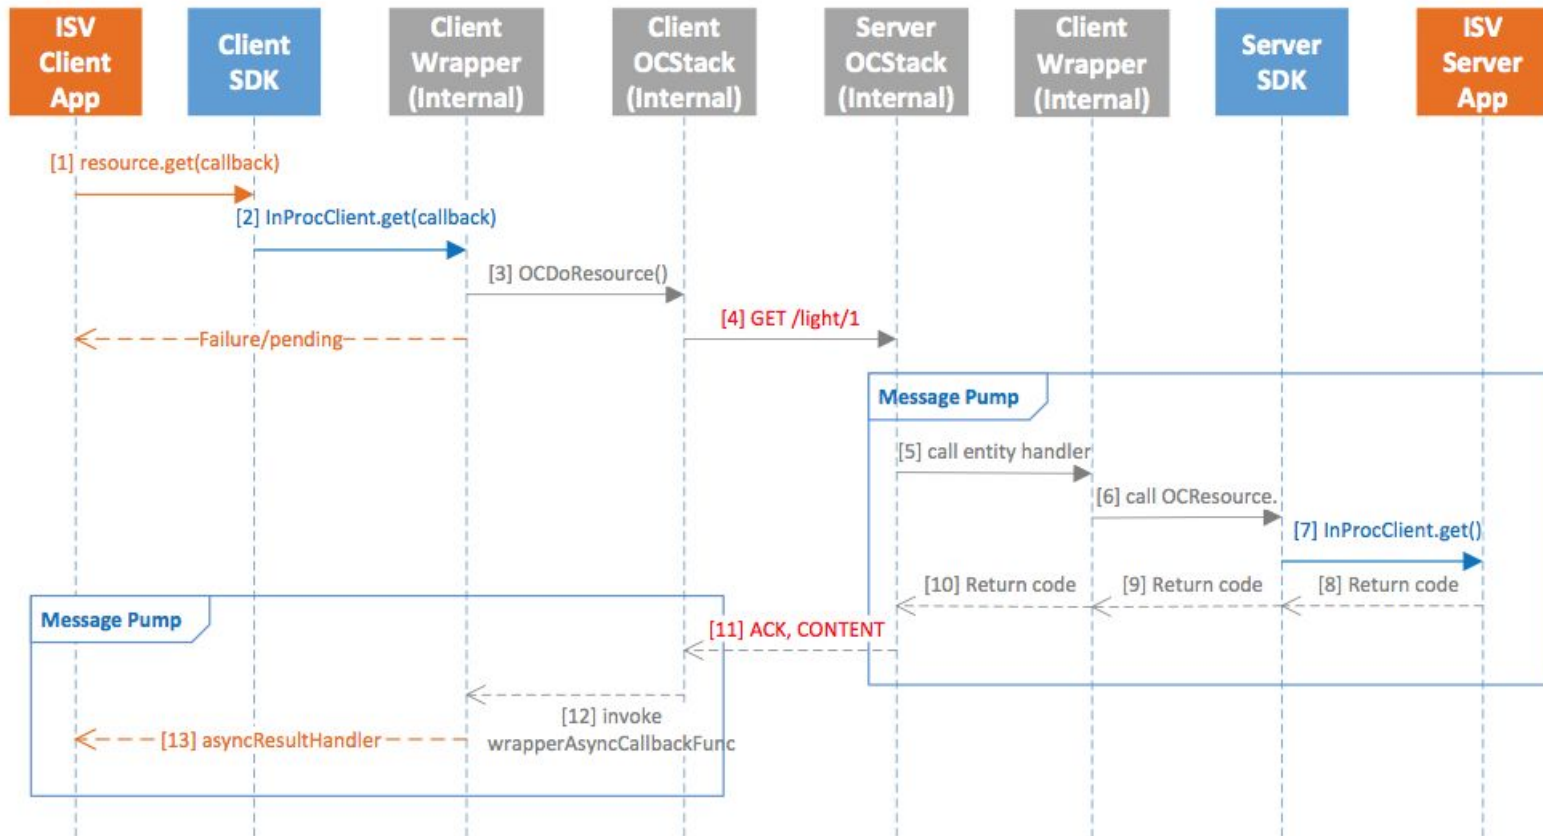 ISV
Client
App
Client
SDK
Client
Wrapper
(Internal)
Client
OCStack
(Internal)
Server
OCStack
(Internal)
Client
Wrapper
(Internal)
Server
SDK
ISV
Server
App
[1] resource.get(callback)
[2] InProcClient.get(callback)
[3] OCDoResource()
[4] GET /light/1
Failure/pending
Message Pump
[5] call entity handler
[6] call OCResource.
[7] InProcClient.get()
[10] Return code
[9] Return code
[8] Return code
Message Pump
[11] ACK, CONTENT
[12] invoke
wrapperAsyncCallbackFunc
[13] asyncResultHandler